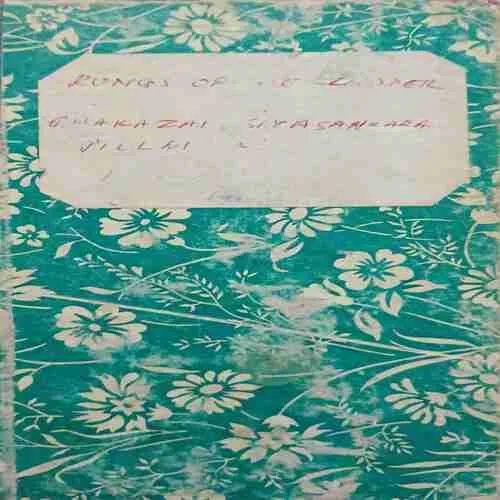 RUNGS OF LADDER
THAKAZHI SIVASANKARA
PILLAI